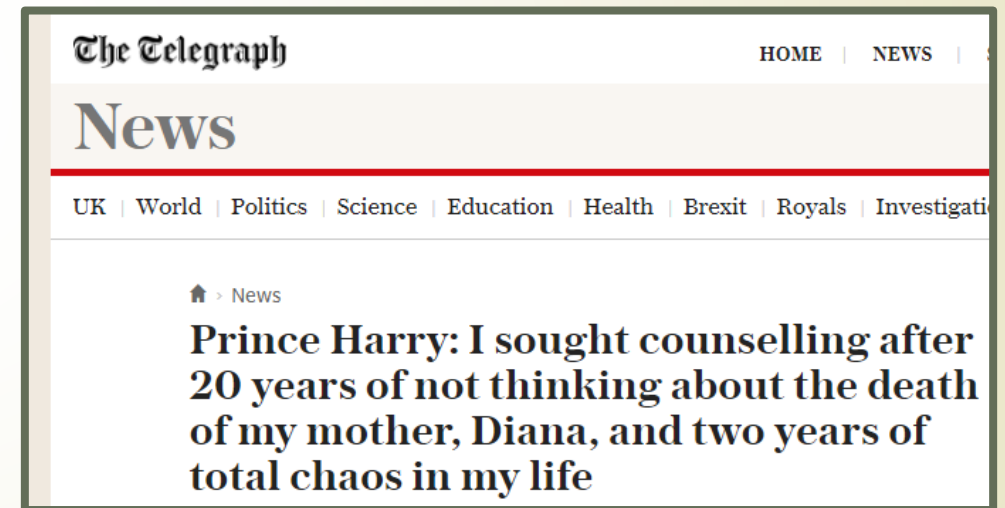 The Telegraph
HOME | NEWS |
News
UK | World | Politics | Science | Education | Health | Brexit | Royals |
> News
Prince Harry: I sought counselling after
20 years of not thinking about the death
of my mother, Diana, and two years of
total chaos in my life